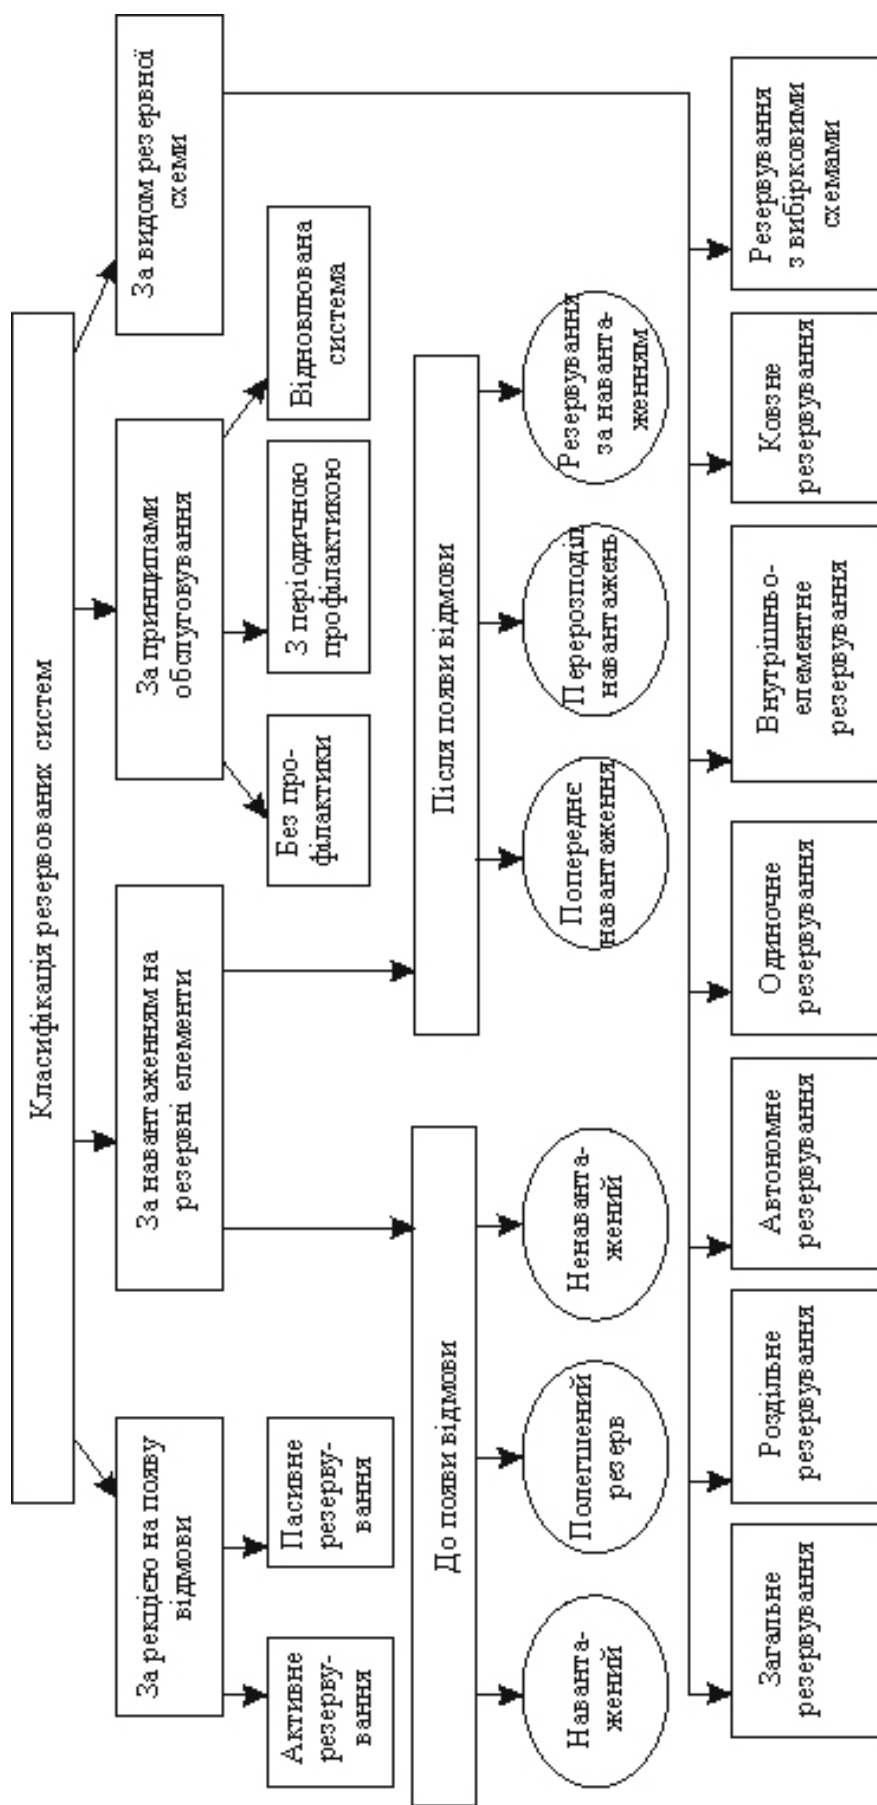 Класифікація резервованих систем
За рекцією на появу
відмови
За навантаженням на
резервні елементи
За принципами
обслуговування
За видом резервної
схеми
Активне
резерву-
вання
Пасивне
резерву-
вання
Без про-
філактики
З періодичною
профілактикою
Відновлювана
система
До появи відмови
Після появи відмови
Наванта-
жений
Полегшений
резерв
Ненаванта-
жений
Попереднє
навантаження
Перерозподіл
навантажень
Резервування
за наванта-
женням
Загальне
резервування
Роздільне
резервування
Автономне
резервування
Одиночне
резервування
Внутрішньо-
елементне
резервування
Ковзне
резервування
Резервування
з вибірковими
схемами